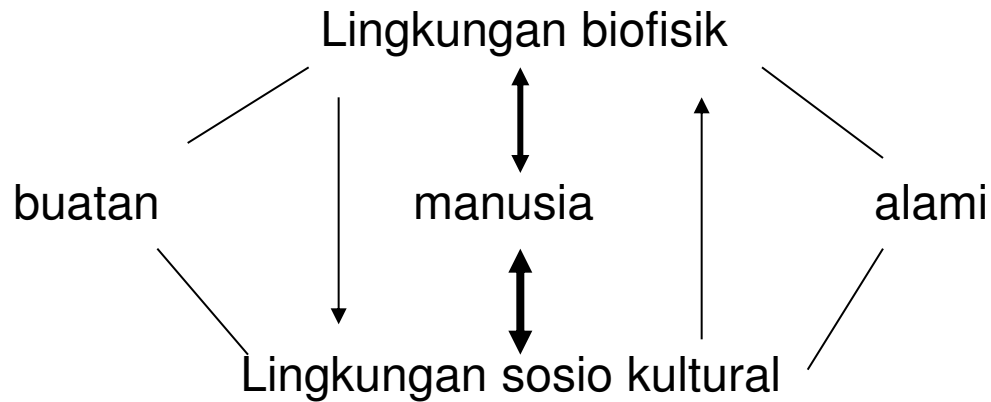 Lingkungan biofisik
buatan manusia alami
Lingkungan sosio kultural